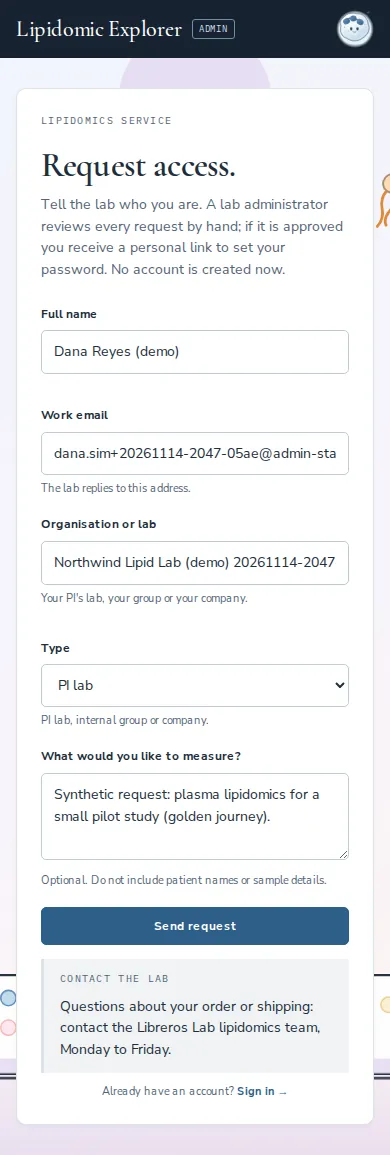 Lipidomic Explorer ADMIN
LIPIDOMICS SERVICE
Request access.
Tell the lab who you are. A lab administrator
reviews every request by hand; if it is approved
you receive a personal link to set your
password. No account is created now.
Full name
Dana Reyes (demo)
Work email
dana.sim+20261114-2047-05ae@admin-sta
The lab replies to this address.
Organisation or lab
Northwind Lipid Lab (demo) 20261114-2047
Your PI's lab, your group or your company.
Type
PI lab
PI lab, internal group or company.
What would you like to measure?
Synthetic request: plasma lipidomics for a
small pilot study (golden journey).
Optional. Do not include patient names or sample details.
Send request
CONTACT THE LAB
Questions about your order or shipping:
contact the Libreros Lab lipidomics team,
Monday to Friday.
Already have an account? Sign in →